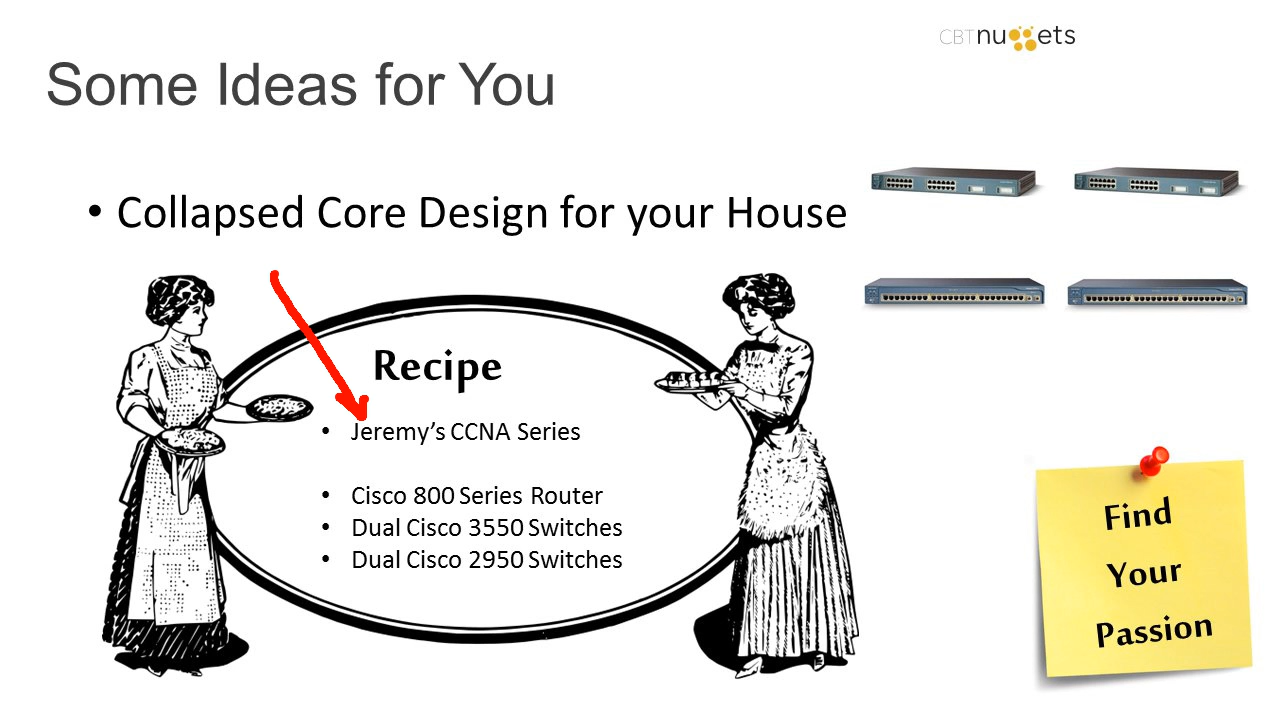 CBTnuggets
Some Ideas for You
• Collapsed Core Design for your House
Recipe
• Jeremy’s CCNA Series
• Cisco 800 Series Router
• Dual Cisco 3550 Switches
• Dual Cisco 2950 Switches
Find
Your
Passion